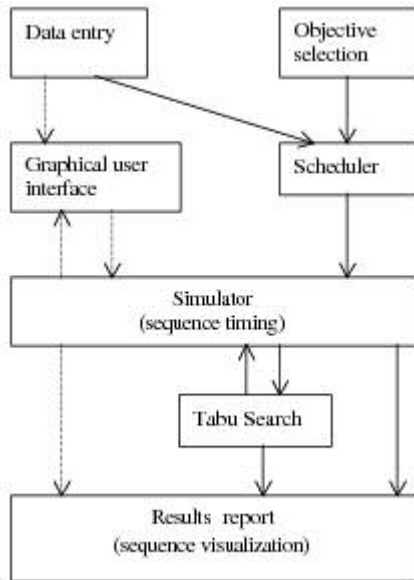 Data entry
Objective
selection
Graphical user
interface
Scheduler
Simulator
(sequence timing)
Tabu Search
Results report
(sequence visualization)